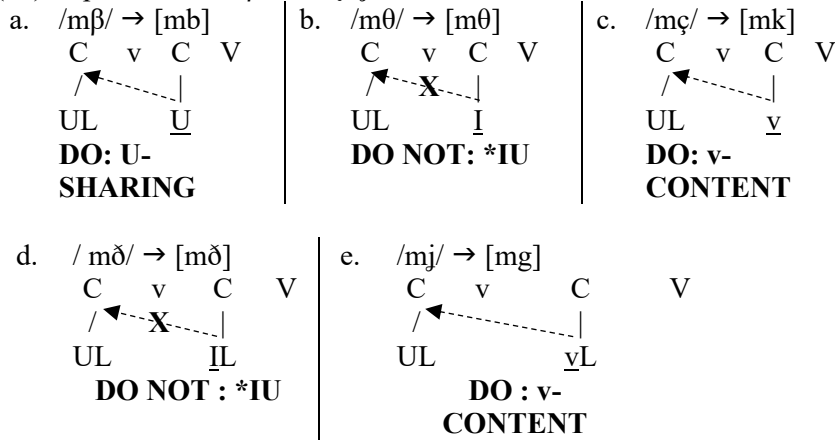 a. /mβ/ → [mb]
C v C V
UL U
DO: U-
SHARING
b. /mθ/ → [mθ]
C v C V
X
UL I
DO NOT: *IU
c. /mç/ → [mk]
C v C V
UL v
DO: v-
CONTENT
d. / mð/ → [mð]
C v C V
X
UL IL
DO NOT : *IU
e. /mʝ/ → [mg]
C v C V
UL vL
DO : v-
CONTENT